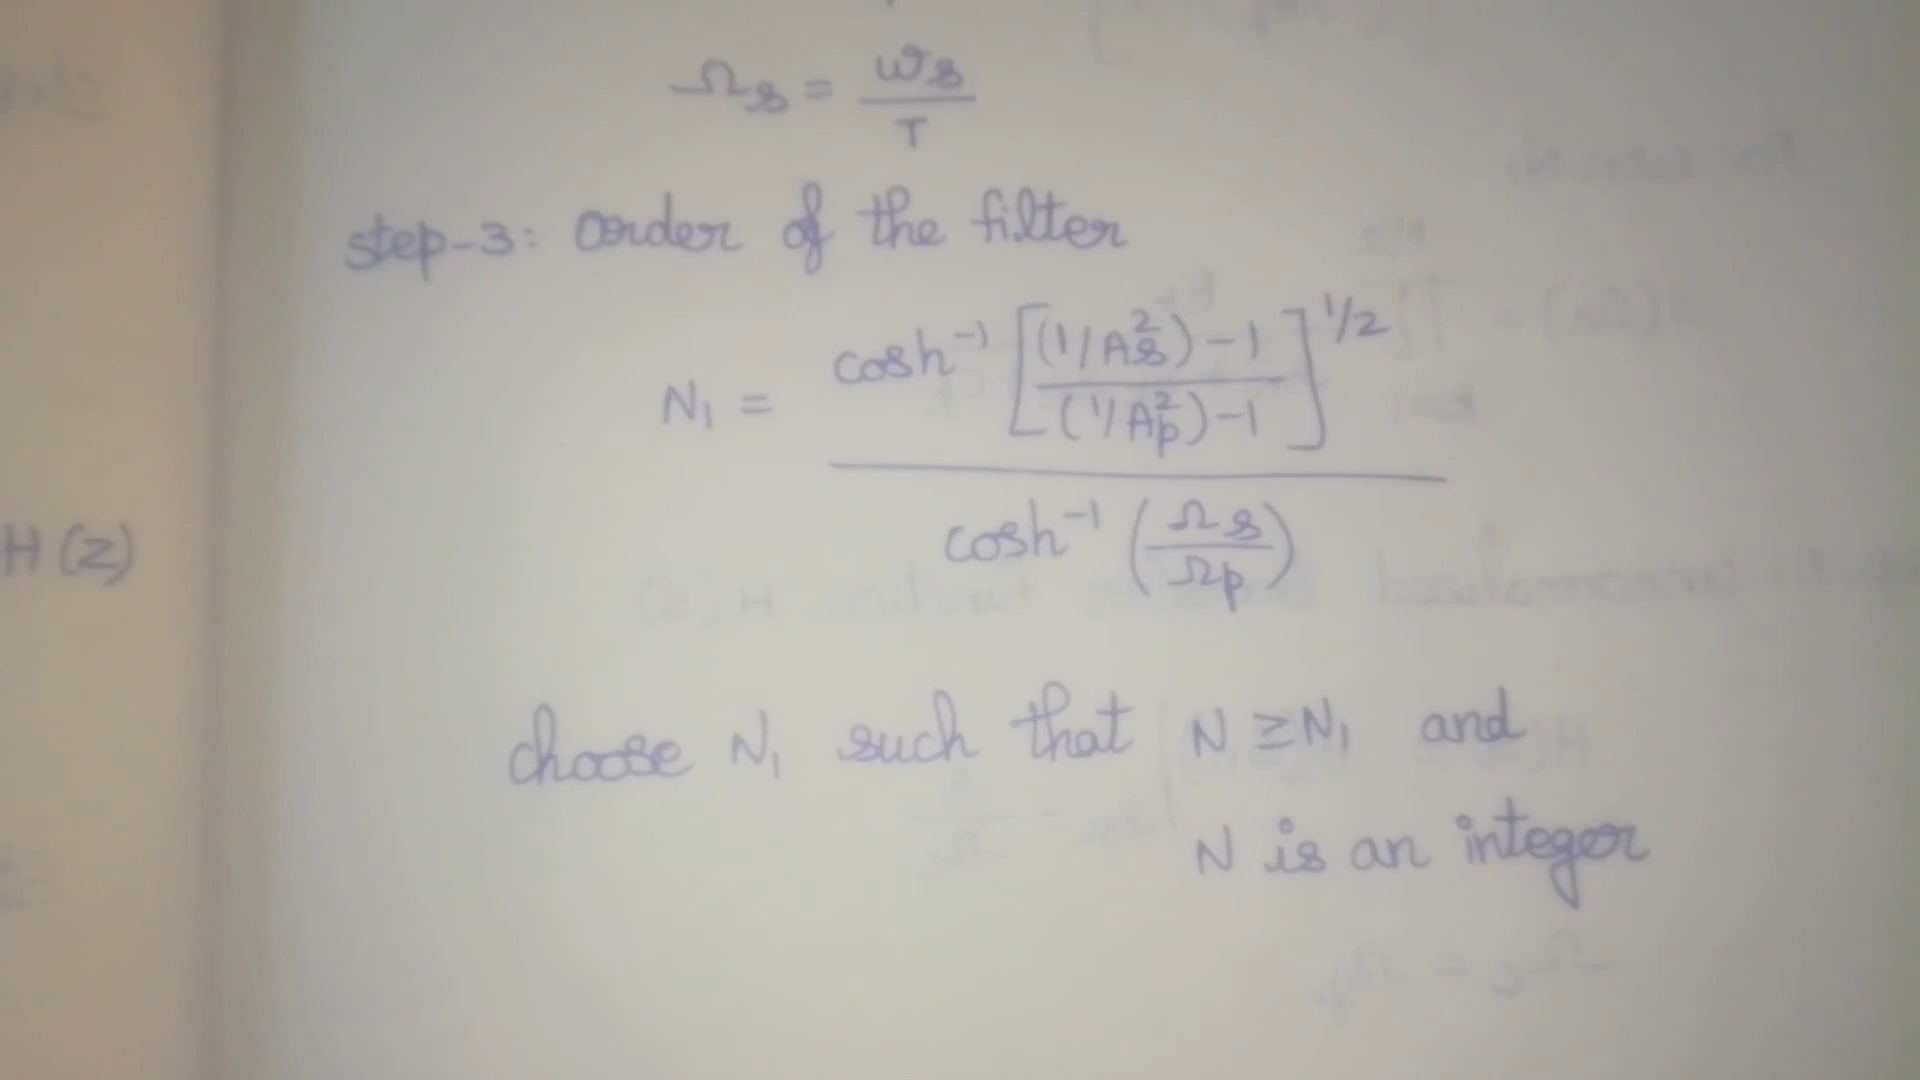 Ωs = ωs / T
step-3: order of the filter
N₁ = cosh⁻¹ [ ((1/As²) - 1) / ((1/Ap²) - 1) ]^1/2 / cosh⁻¹ (Ωs / Ωp)
H(z)
choose N₁ such that N ≥ N₁ and
N is an integer